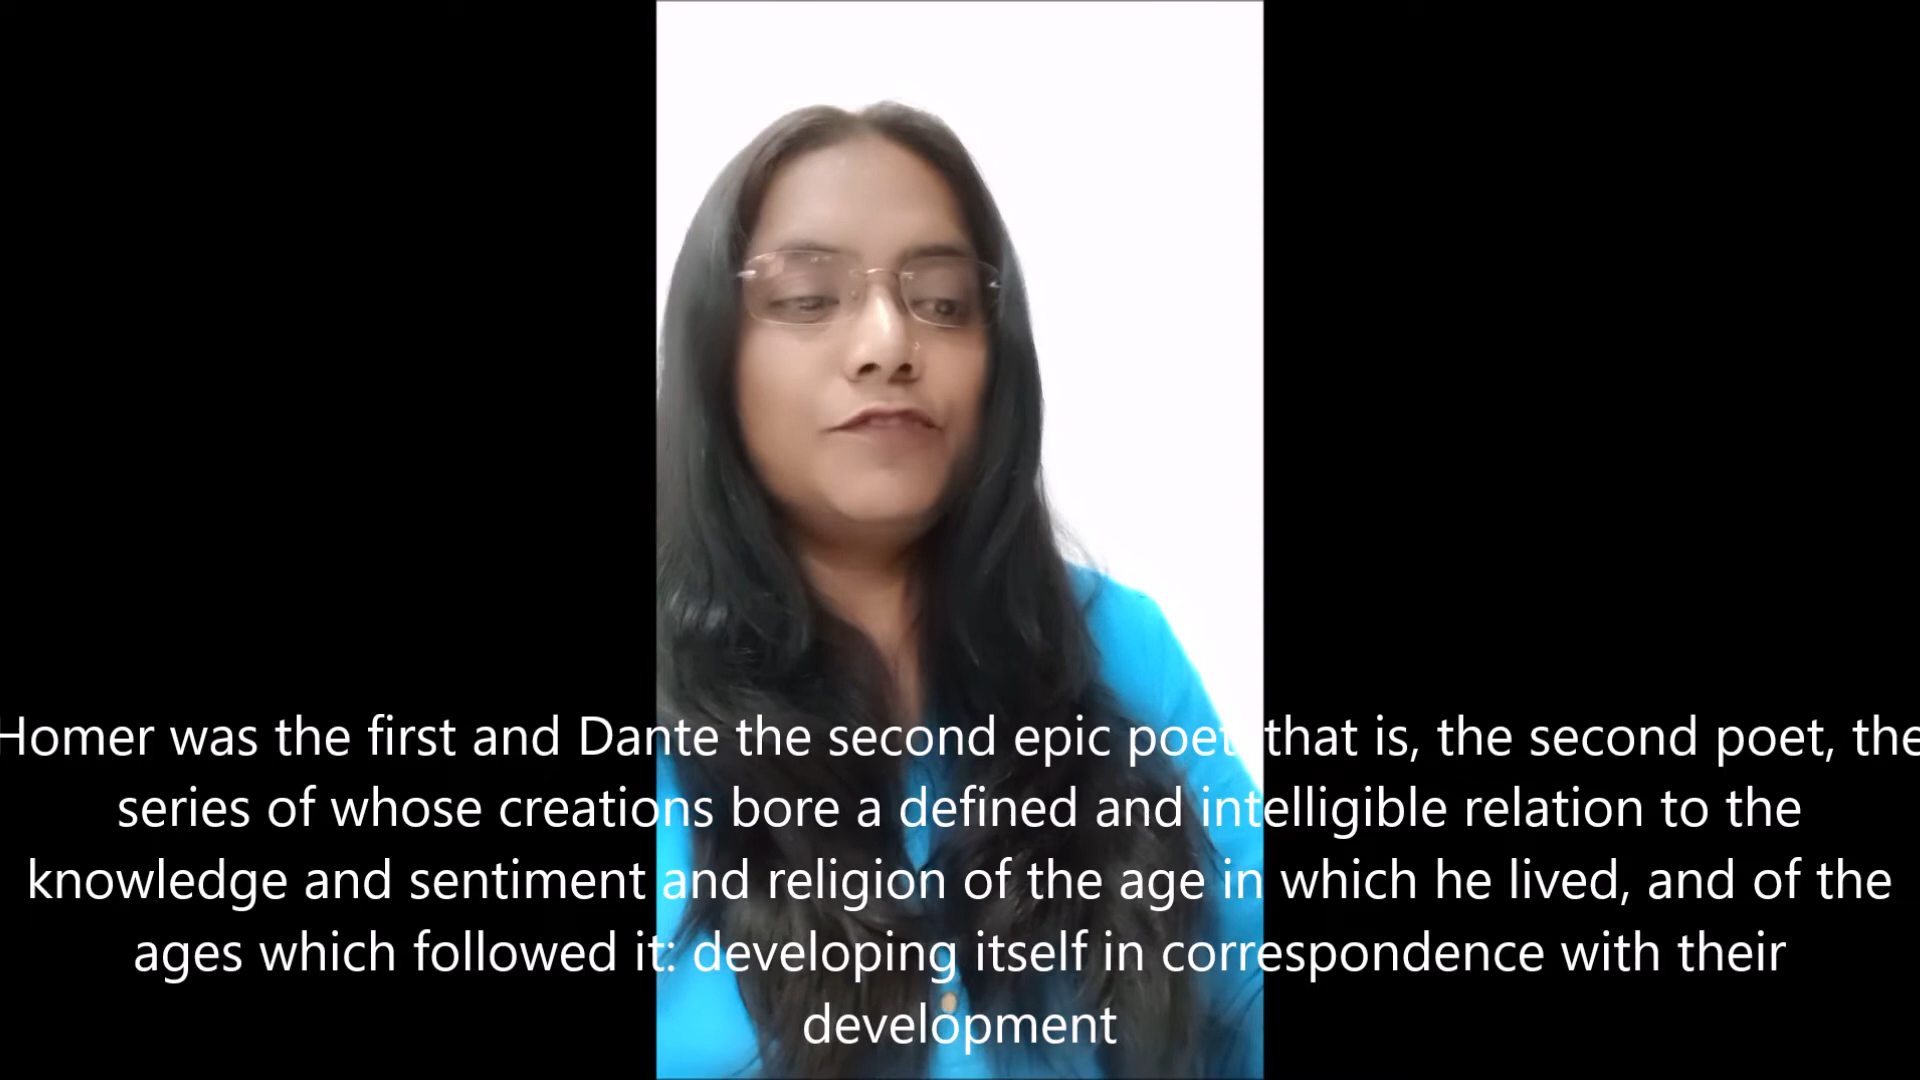 Homer was the first and Dante the second epic poet: that is, the second poet, the
series of whose creations bore a defined and intelligible relation to the
knowledge and sentiment and religion of the age in which he lived, and of the
ages which followed it: developing itself in correspondence with their
development